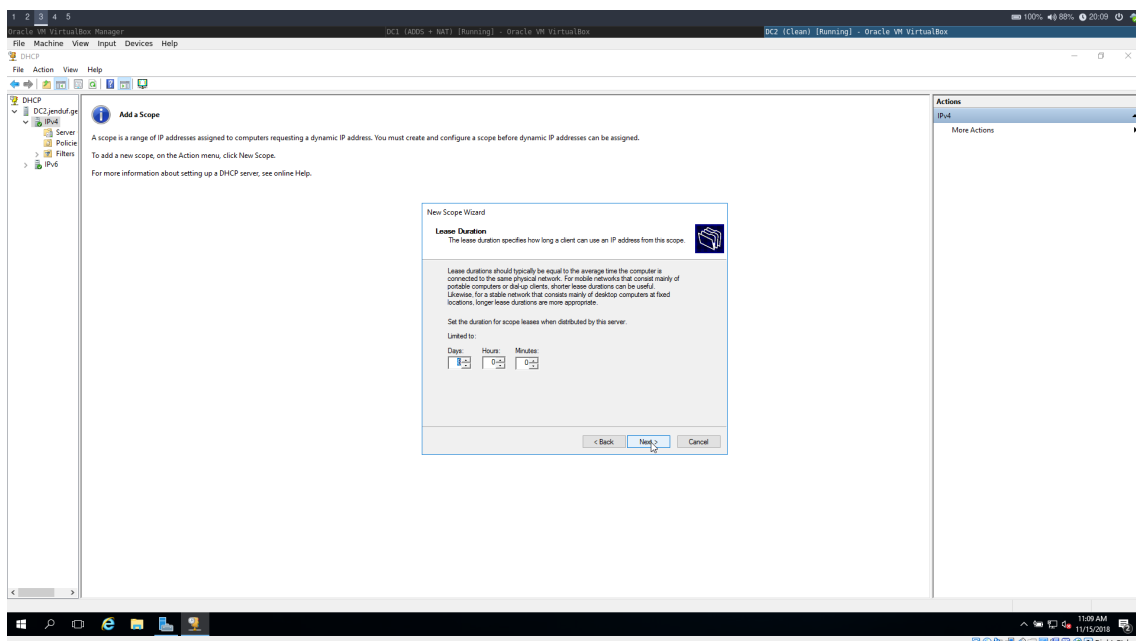 1 2 3 4 5
100% 88% 20:09
Oracle VM VirtualBox Manager
DC1 (ADDS + NAT) [Running] - Oracle VM VirtualBox
DC2 (Clean) [Running] - Oracle VM VirtualBox
File Machine View Input Devices Help
DHCP
File Action View Help
DHCP
DC2.jenduf.ge
IPv4
Server
Policie
Filters
IPv6
Add a Scope
A scope is a range of IP addresses assigned to computers requesting a dynamic IP address. You must create and configure a scope before dynamic IP addresses can be assigned.
To add a new scope, on the Action menu, click New Scope.
For more information about setting up a DHCP server, see online Help.
New Scope Wizard
Lease Duration
The lease duration specifies how long a client can use an IP address from this scope.
Lease durations should typically be equal to the average time the computer is
connected to the same physical network. For mobile networks that consist mainly of
portable computers or dial-up clients, shorter lease durations can be useful.
Likewise, for a stable network that consists mainly of desktop computers at fixed
locations, longer lease durations are more appropriate.
Set the duration for scope leases when distributed by this server.
Limited to:
Days: Hours: Minutes:
0 0
< Back Next > Cancel
Actions
IPv4
More Actions
11:09 AM
11/15/2018